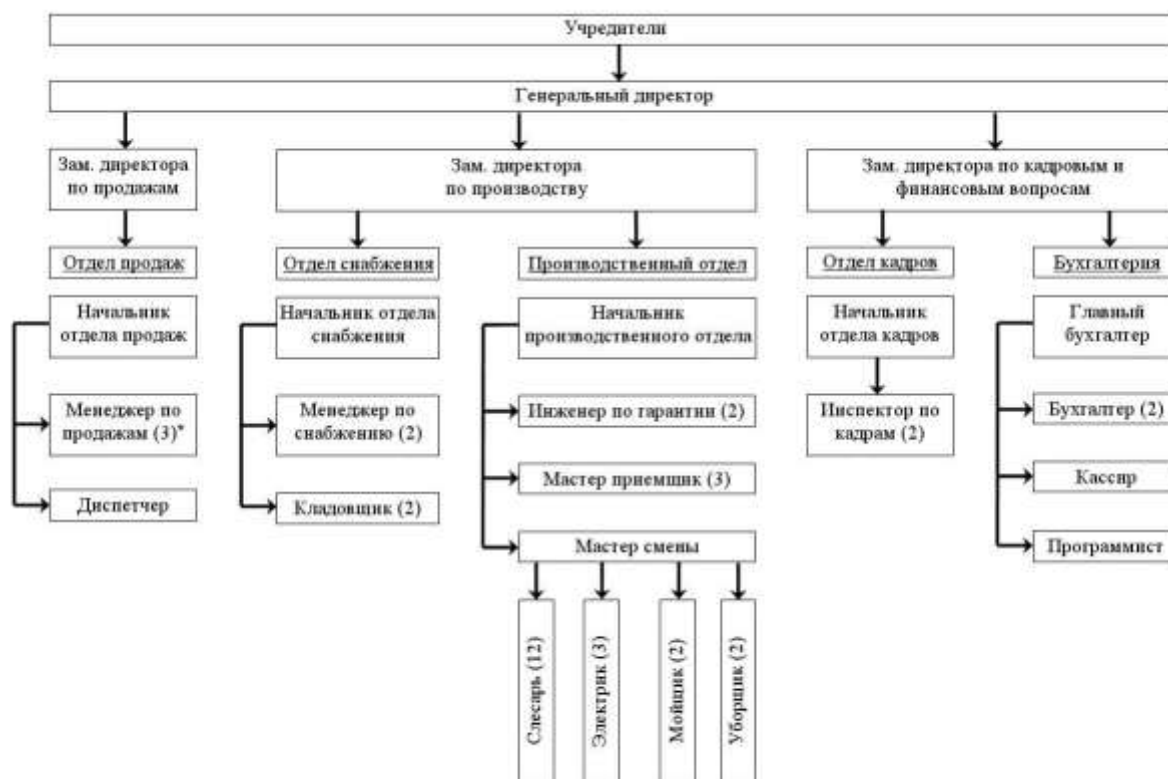 Учредители
Генеральный директор
Зам. директора
по продажам
Зам. директора
по производству
Зам. директора по кадровым и
финансовым вопросам
Отдел продаж
Отдел снабжения
Производственный отдел
Отдел кадров
Бухгалтерия
Начальник
отдела продаж
Начальник отдела
снабжения
Начальник
производственного отдела
Начальник
отдела кадров
Главный
бухгалтер
Менеджер по
продажам (3)*
Менеджер по
снабжению (2)
Инженер по гарантии (2)
Инспектор по
кадрам (2)
Бухгалтер (2)
Мастер приемщик (3)
Кассир
Диспетчер
Кладовщик (2)
Мастер смены
Программист
Слесарь (12)
Электрик (3)
Мойщик (2)
Уборщик (2)